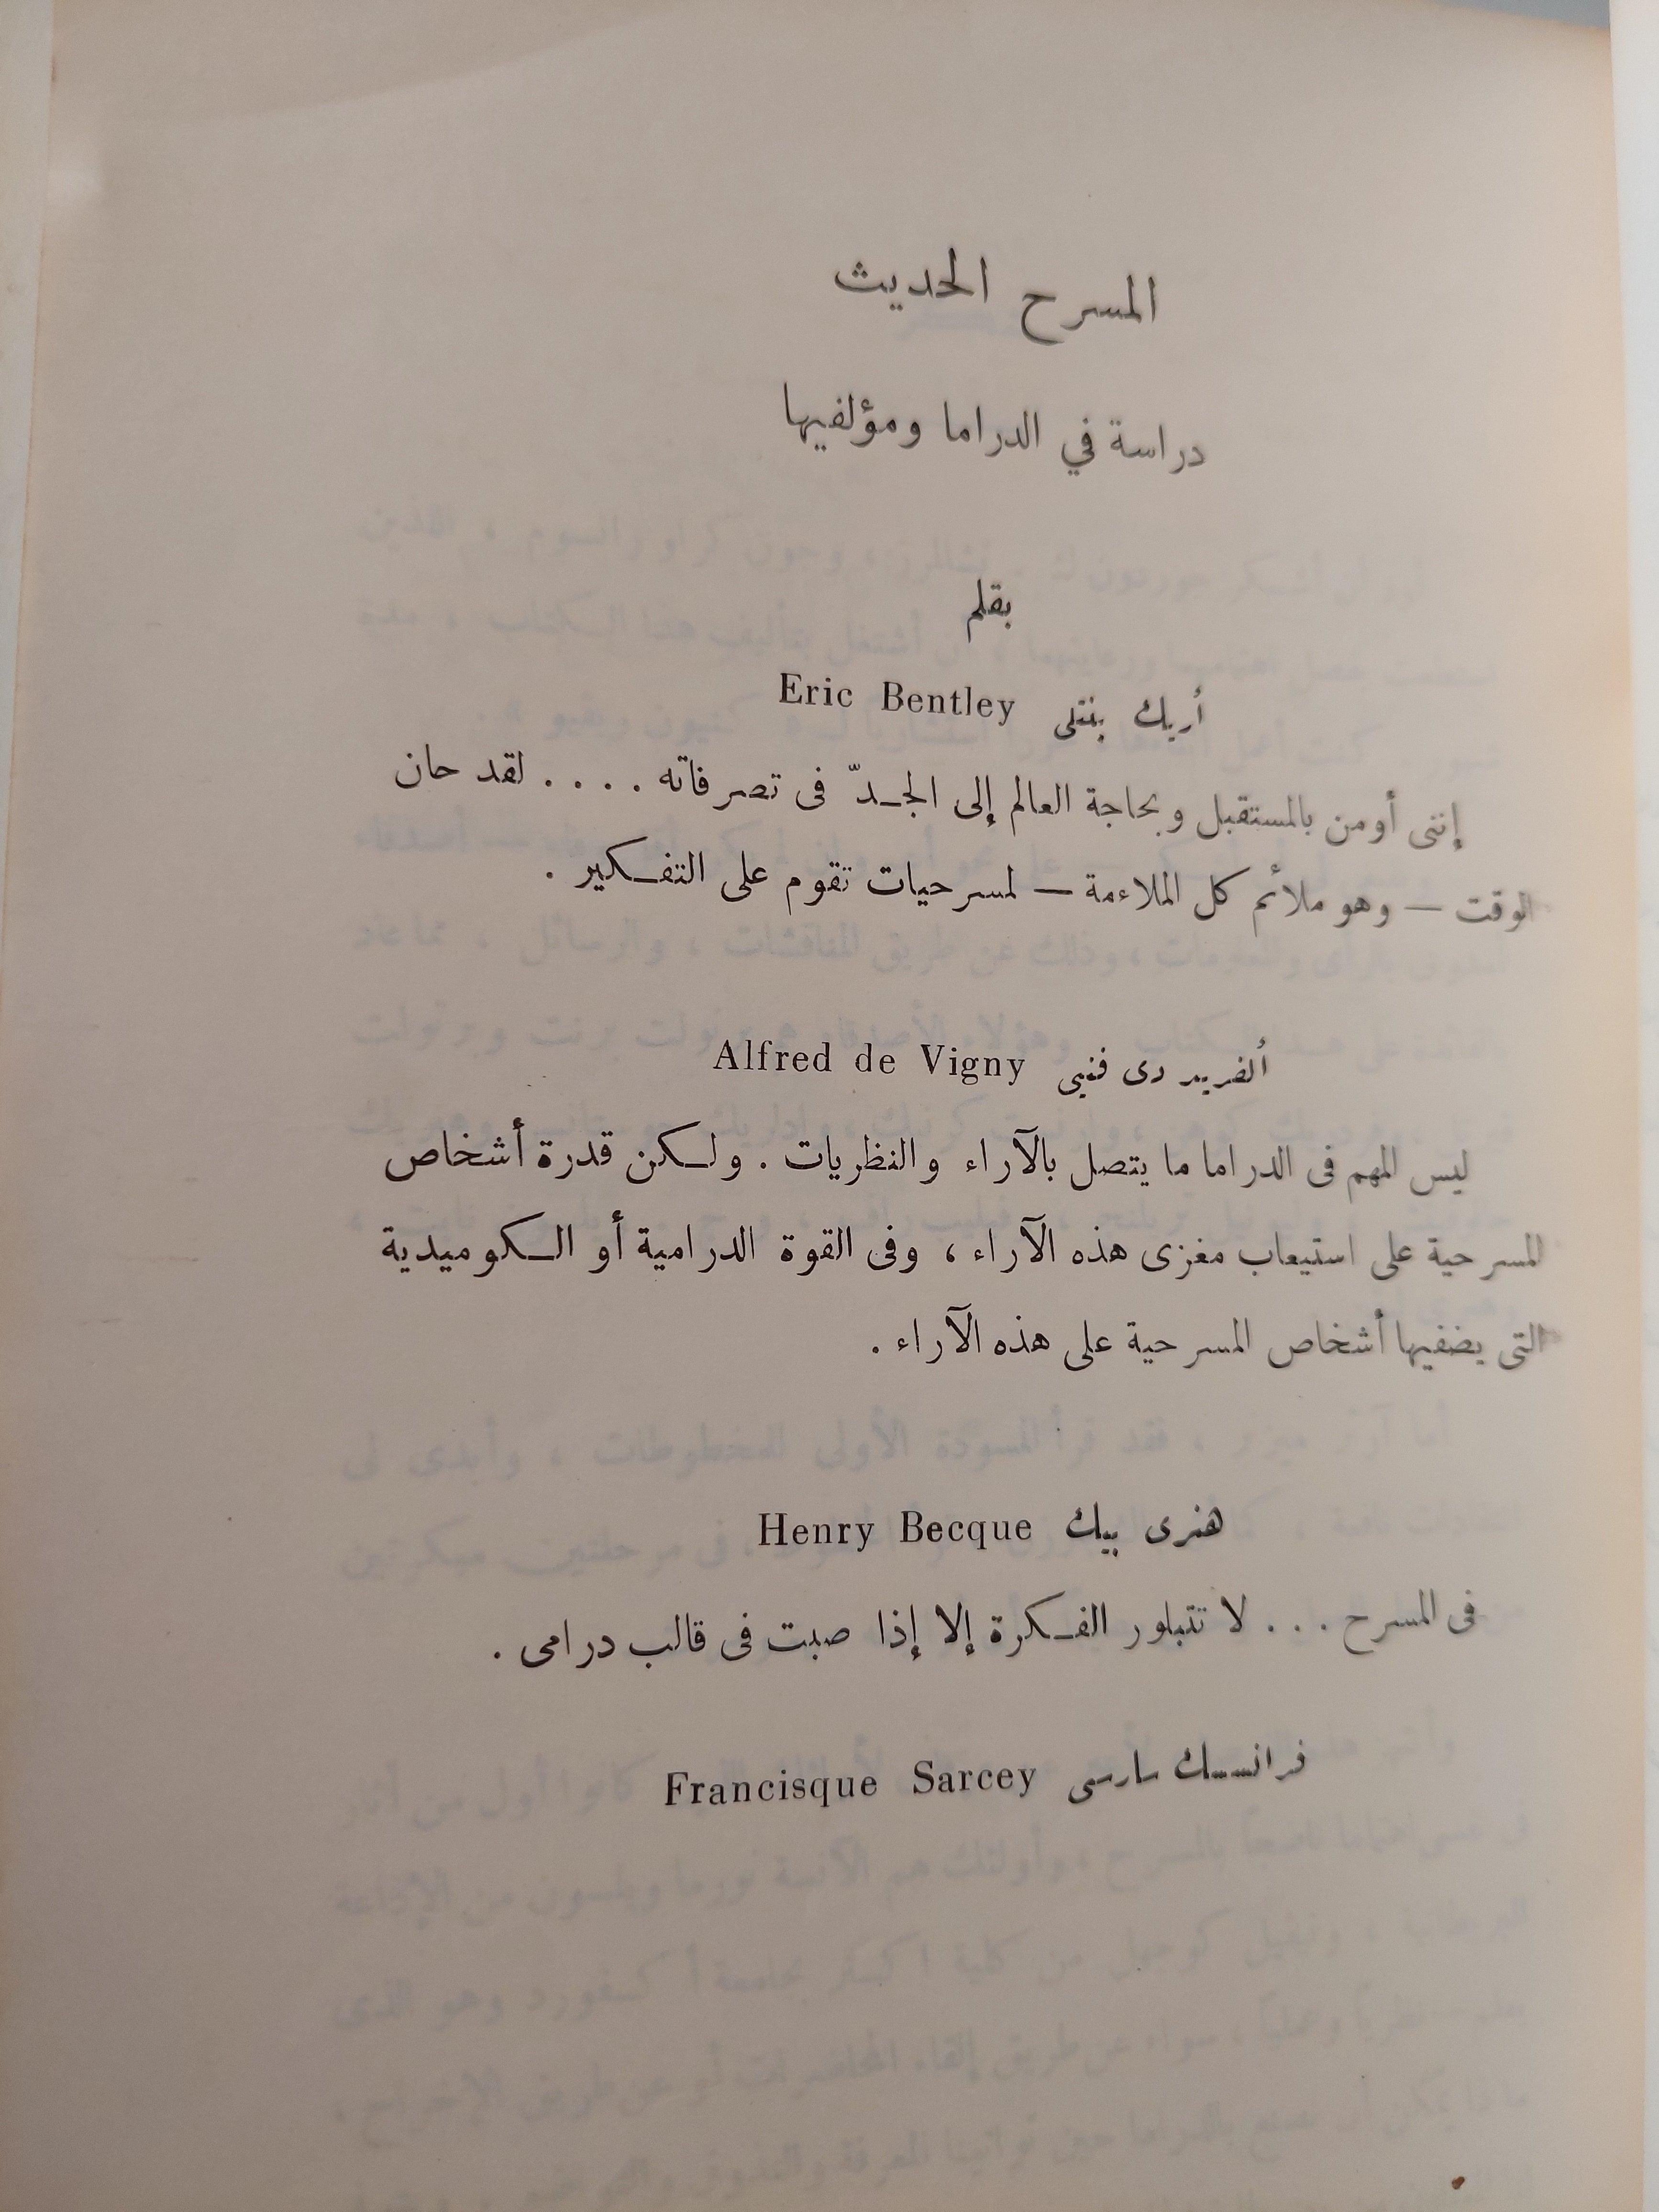 المسرح الحديث
دراسة في الدراما ومؤلفيها
بقلم
أريك بنتلى Eric Bentley
إننى أومن بالمستقبل وبحاجة العالم إلى الجـدّ فى تصرفاته .... لقد حان
الوقت — وهو ملائم كل الملاءمة — لمسرحيات تقوم على التفـكير .
ألفريد دى فنيى Alfred de Vigny
ليس المهم فى الدراما ما يتصل بالآراء والنظريات . ولـكن قدرة أشخاص
المسرحية على استيعاب مغزى هذه الآراء ، وفى القوة الدرامية أو الـكوميدية
التى يضفيها أشخاص المسرحية على هذه الآراء .
هنرى بيك Henry Becque
فى المسرح ... لا تتبلور الفـكرة إلا إذا صبت فى قالب درامى .
فرانسيسك سارسى Francisque Sarcey